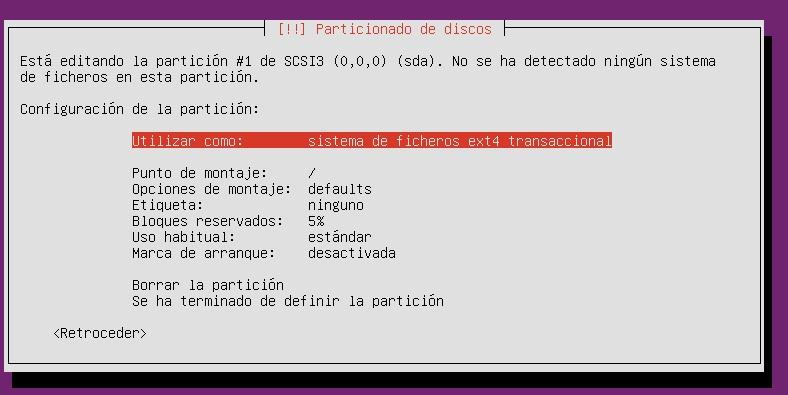 [!!] Particionado de discos
Está editando la partición #1 de SCSI3 (0,0,0) (sda). No se ha detectado ningún sistema
de ficheros en esta partición.
Configuración de la partición:
Utilizar como: sistema de ficheros ext4 transaccional
Punto de montaje: /
Opciones de montaje: defaults
Etiqueta: ninguno
Bloques reservados: 5%
Uso habitual: estándar
Marca de arranque: desactivada
Borrar la partición
Se ha terminado de definir la partición
<Retroceder>